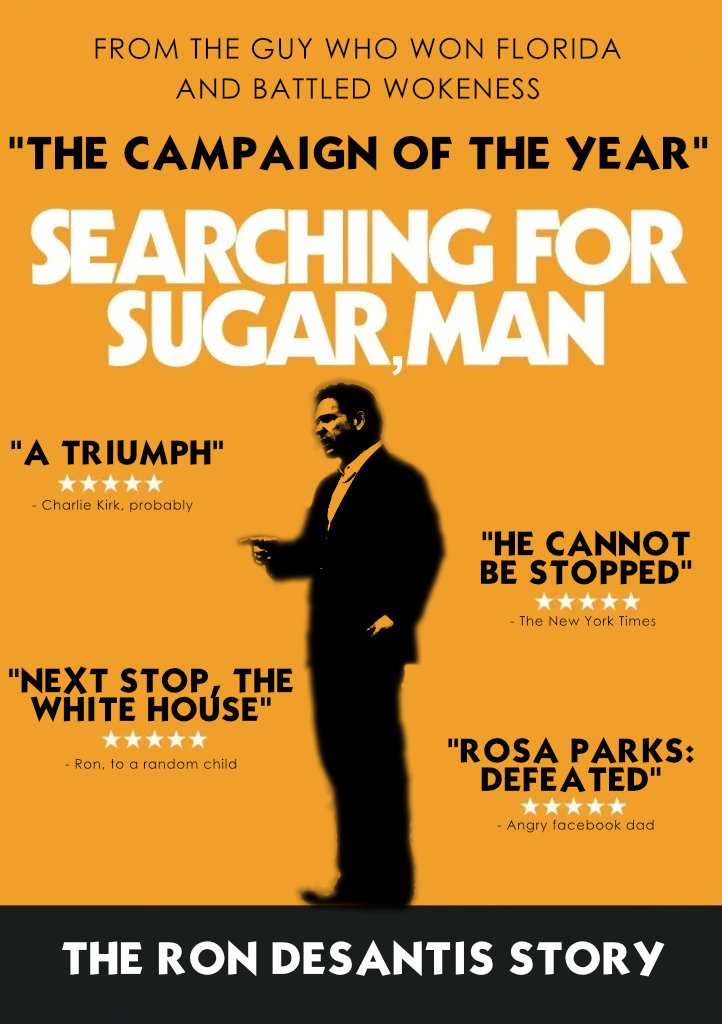 FROM THE GUY WHO WON FLORIDA
AND BATTLED WOKENESS
"THE CAMPAIGN OF THE YEAR"
SEARCHING FOR
SUGAR,MAN
"A TRIUMPH"
- Charlie Kirk, probably
"HE CANNOT
BE STOPPED"
- The New York Times
"NEXT STOP, THE
WHITE HOUSE"
- Ron, to a random child
"ROSA PARKS:
DEFEATED"
- Angry facebook dad
THE RON DESANTIS STORY